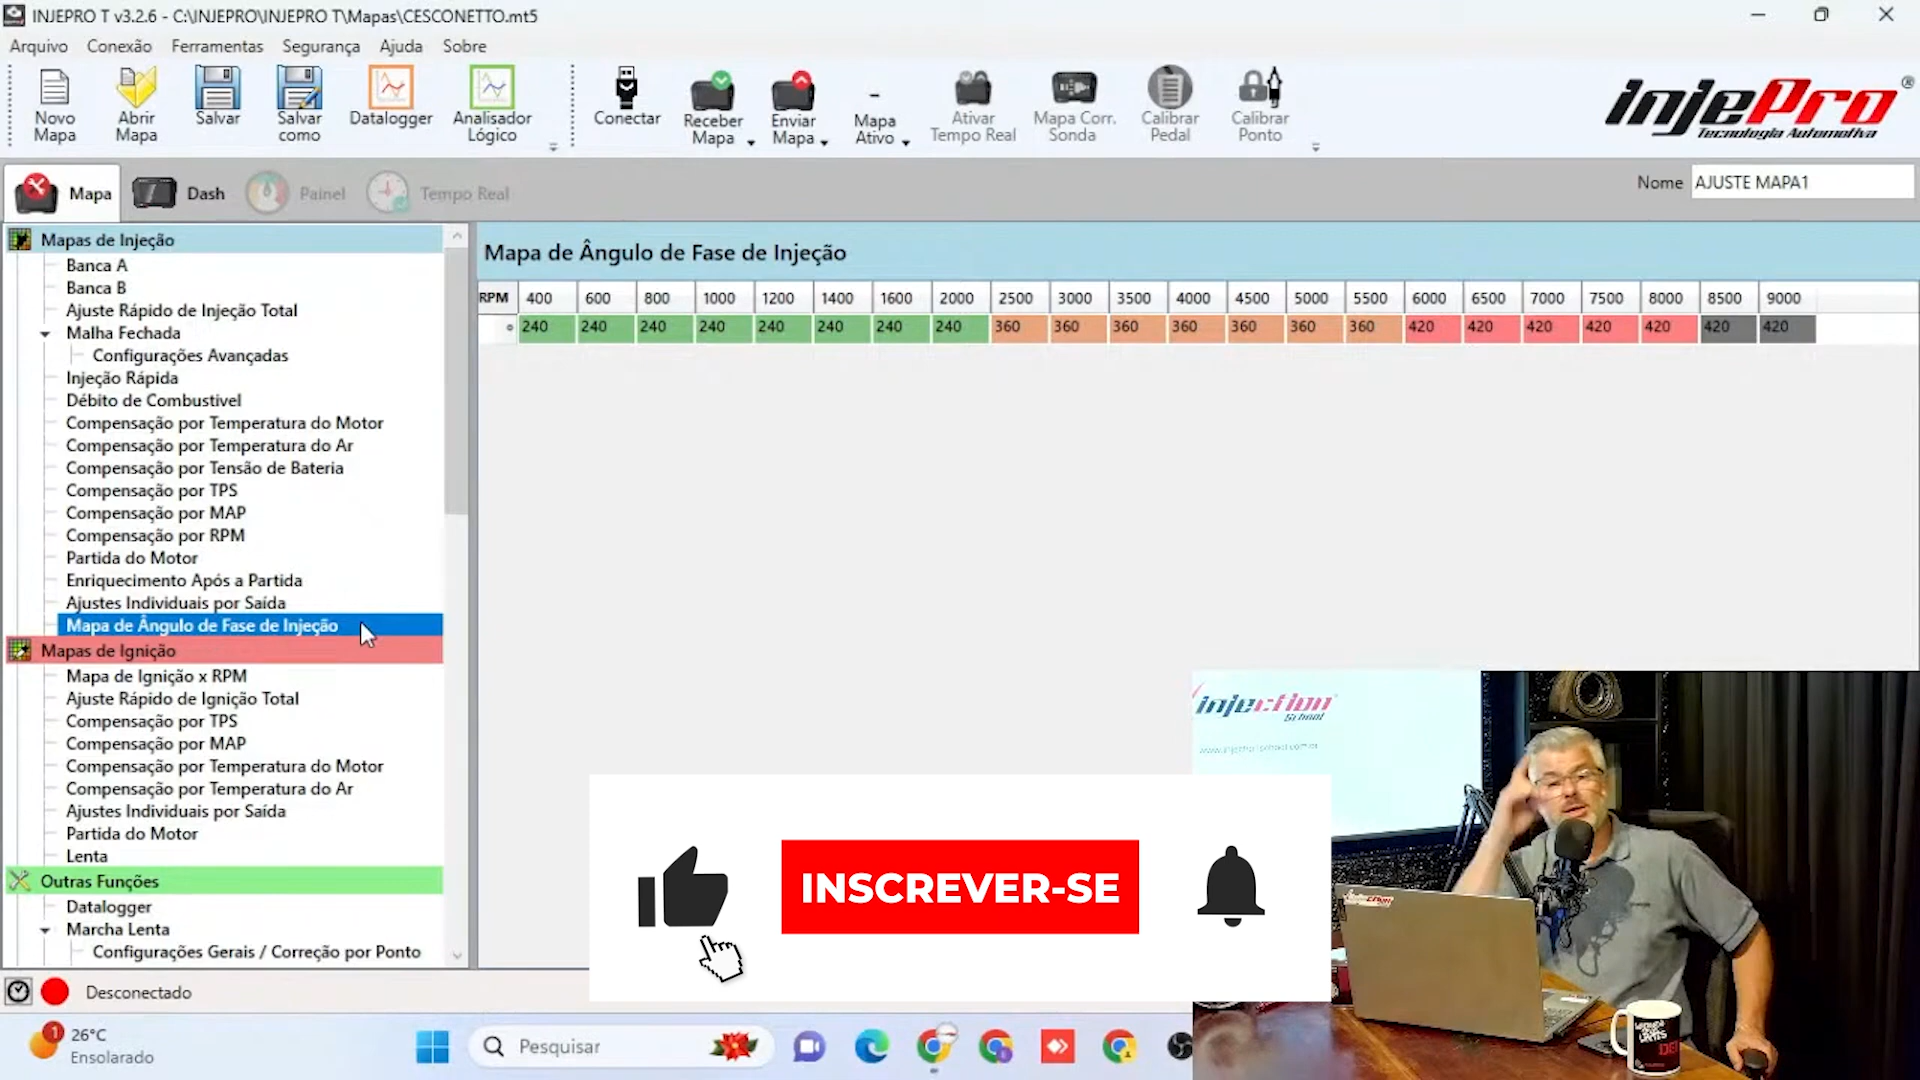 INJEPRO T v3.2.6 - C:\INJEPRO\INJEPRO T\Mapas\CESCONETTO.mt5
Arquivo Conexão Ferramentas Segurança Ajuda Sobre
Novo Mapa
Abrir Mapa
Salvar
Salvar como
Datalogger
Analisador Lógico
Conectar
Receber Mapa
Enviar Mapa
Mapa Ativo
Ativar Tempo Real
Mapa Corr. Sonda
Calibrar Pedal
Calibrar Ponto
injePro
Tecnologia Automotiva
Mapa Dash Painel Tempo Real
Nome AJUSTE MAPA1
Mapas de Injeção
Banca A
Banca B
Ajuste Rápido de Injeção Total
Malha Fechada
Configurações Avançadas
Injeção Rápida
Débito de Combustivel
Compensação por Temperatura do Motor
Compensação por Temperatura do Ar
Compensação por Tensão de Bateria
Compensação por TPS
Compensação por MAP
Compensação por RPM
Partida do Motor
Enriquecimento Após a Partida
Ajustes Individuais por Saída
Mapa de Ângulo de Fase de Injeção
Mapas de Ignição
Mapa de Ignição x RPM
Ajuste Rápido de Ignição Total
Compensação por TPS
Compensação por MAP
Compensação por Temperatura do Motor
Compensação por Temperatura do Ar
Ajustes Individuais por Saída
Partida do Motor
Lenta
Outras Funções
Datalogger
Marcha Lenta
Configurações Gerais / Correção por Ponto
Mapa de Ângulo de Fase de Injeção
RPM 400 600 800 1000 1200 1400 1600 2000 2500 3000 3500 4000 4500 5000 5500 6000 6500 7000 7500 8000 8500 9000
° 240 240 240 240 240 240 240 240 360 360 360 360 360 360 360 420 420 420 420 420 420 420
injection
School
INSCREVER-SE
Desconectado
1
26°C
Ensolarado
Pesquisar